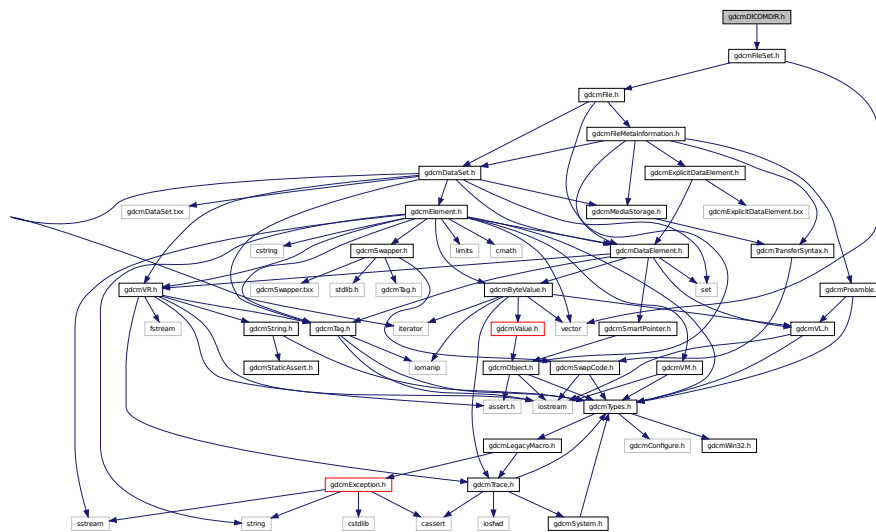 gdcmDICOMDIR.h
gdcmFileSet.h
gdcmFile.h
gdcmFileMetaInformation.h
gdcmDataSet.h
gdcmExplicitDataElement.h
gdcmDataSet.txx
gdcmElement.h
gdcmMediaStorage.h
gdcmExplicitDataElement.txx
cstring
gdcmSwapper.h
limits
cmath
gdcmDataElement.h
gdcmTransferSyntax.h
gdcmVR.h
gdcmSwapper.txx
stdlib.h
gdcmTag.h
gdcmByteValue.h
set
gdcmPreamble.
fstream
gdcmString.h
gdcmTag.h
iterator
gdcmValue.h
vector
gdcmSmartPointer.h
gdcmVL.h
gdcmStaticAssert.h
iomanip
gdcmObject.h
gdcmSwapCode.h
gdcmVM.h
assert.h
iostream
gdcmTypes.h
gdcmLegacyMacro.h
gdcmConfigure.h
gdcmWin32.h
gdcmException.h
gdcmTrace.h
sstream
string
cstdlib
cassert
iosfwd
gdcmSystem.h